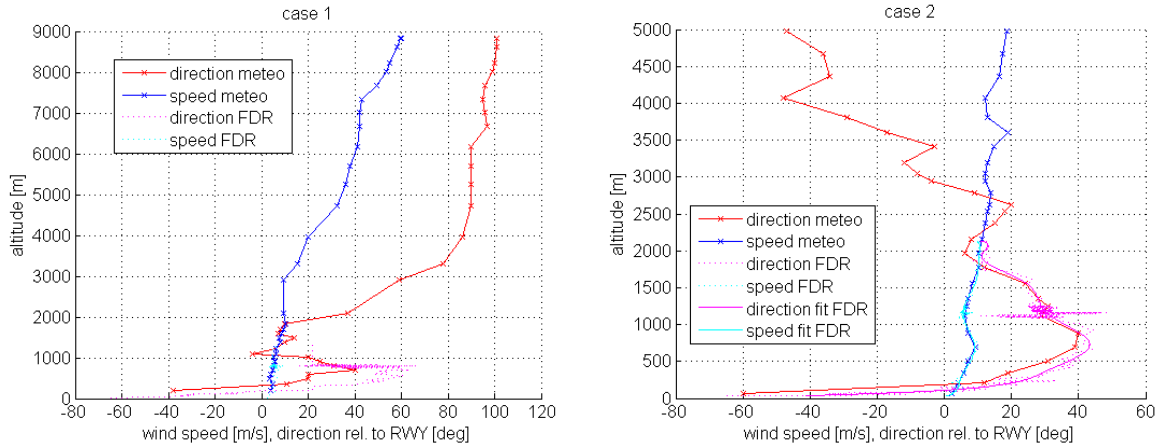 case 1
9000
8000
7000
6000
5000
4000
3000
2000
1000
0
altitude [m]
direction meteo
speed meteo
direction FDR
speed FDR
-80 -60 -40 -20 0 20 40 60 80 100 120
wind speed [m/s], direction rel. to RWY [deg]
case 2
5000
4500
4000
3500
3000
2500
2000
1500
1000
500
0
altitude [m]
direction meteo
speed meteo
direction FDR
speed FDR
direction fit FDR
speed fit FDR
-80 -60 -40 -20 0 20 40 60
wind speed [m/s], direction rel. to RWY [deg]